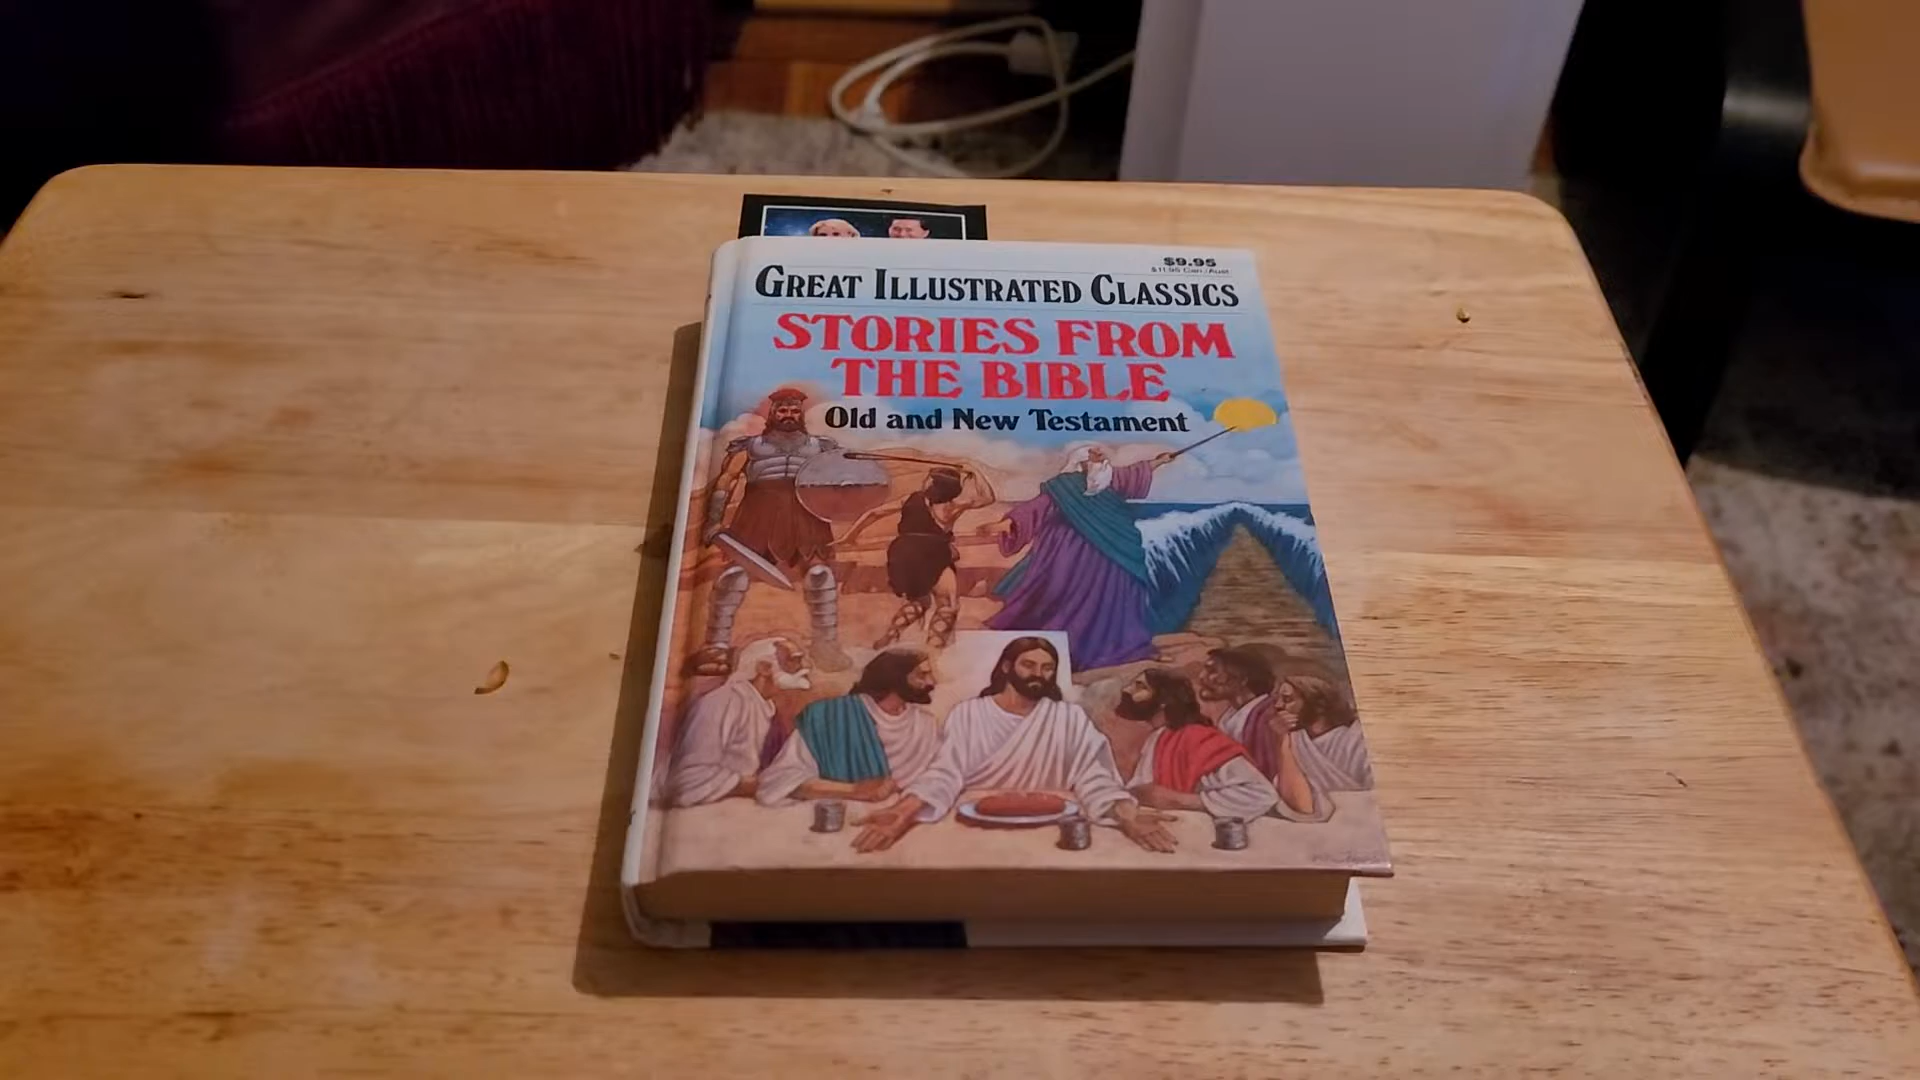 $9.95
$11.95 Can./Aust.
GREAT ILLUSTRATED CLASSICS
STORIES FROM
THE BIBLE
Old and New Testament